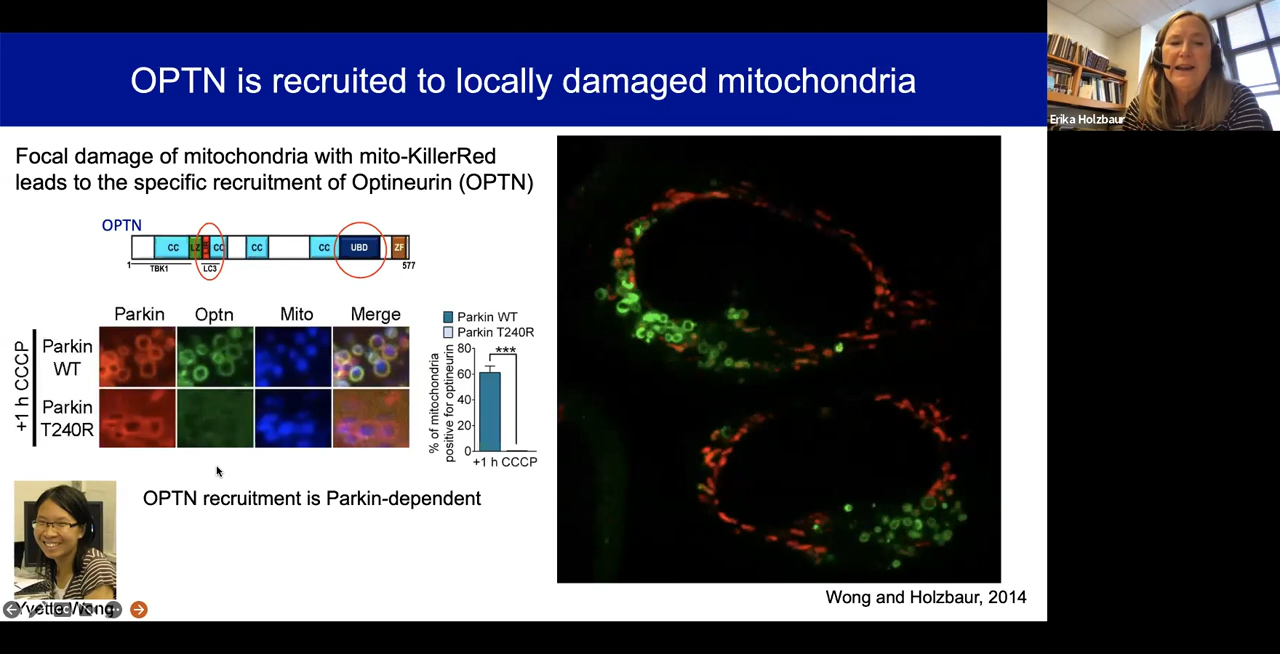 OPTN is recruited to locally damaged mitochondria
Erika Holzbaur
Focal damage of mitochondria with mito-KillerRed
leads to the specific recruitment of Optineurin (OPTN)
OPTN
CC
LZ
CC
CC
CC
UBD
ZF
1
TBK1
LC3
577
Parkin
Optn
Mito
Merge
+1 h CCCP
Parkin
WT
Parkin
T240R
Parkin WT
Parkin T240R
% of mitochondria
positive for optineurin
80
60
40
20
0
***
+1 h CCCP
OPTN recruitment is Parkin-dependent
Yvette Wong
Wong and Holzbaur, 2014